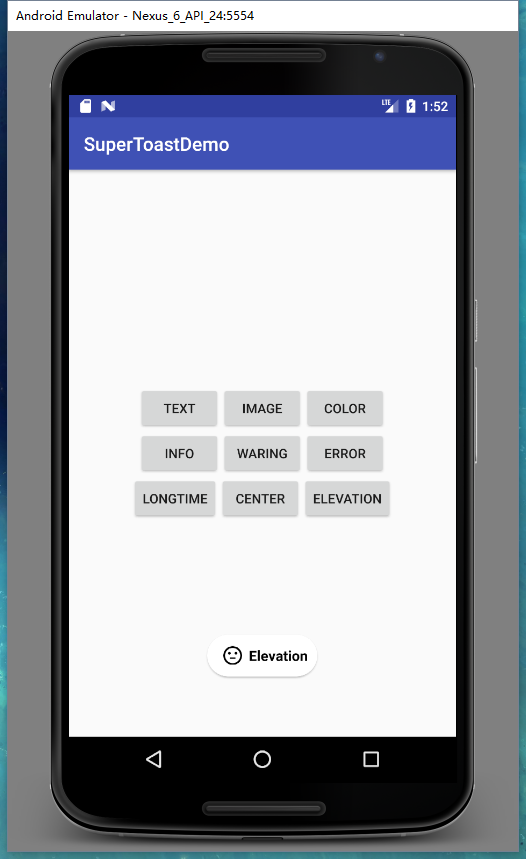 Android Emulator - Nexus_6_API_24:5554
LTE 1:52
SuperToastDemo
TEXT IMAGE COLOR
INFO WARING ERROR
LONGTIME CENTER ELEVATION
Elevation